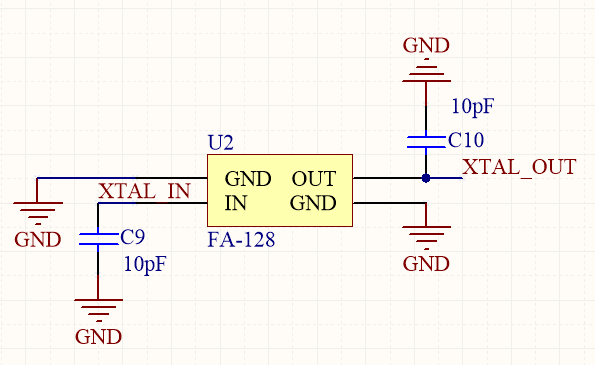 GND
10pF
C10
U2
XTAL_OUT
GND OUT
XTAL_IN
IN GND
C9
FA-128
GND
10pF
GND
GND